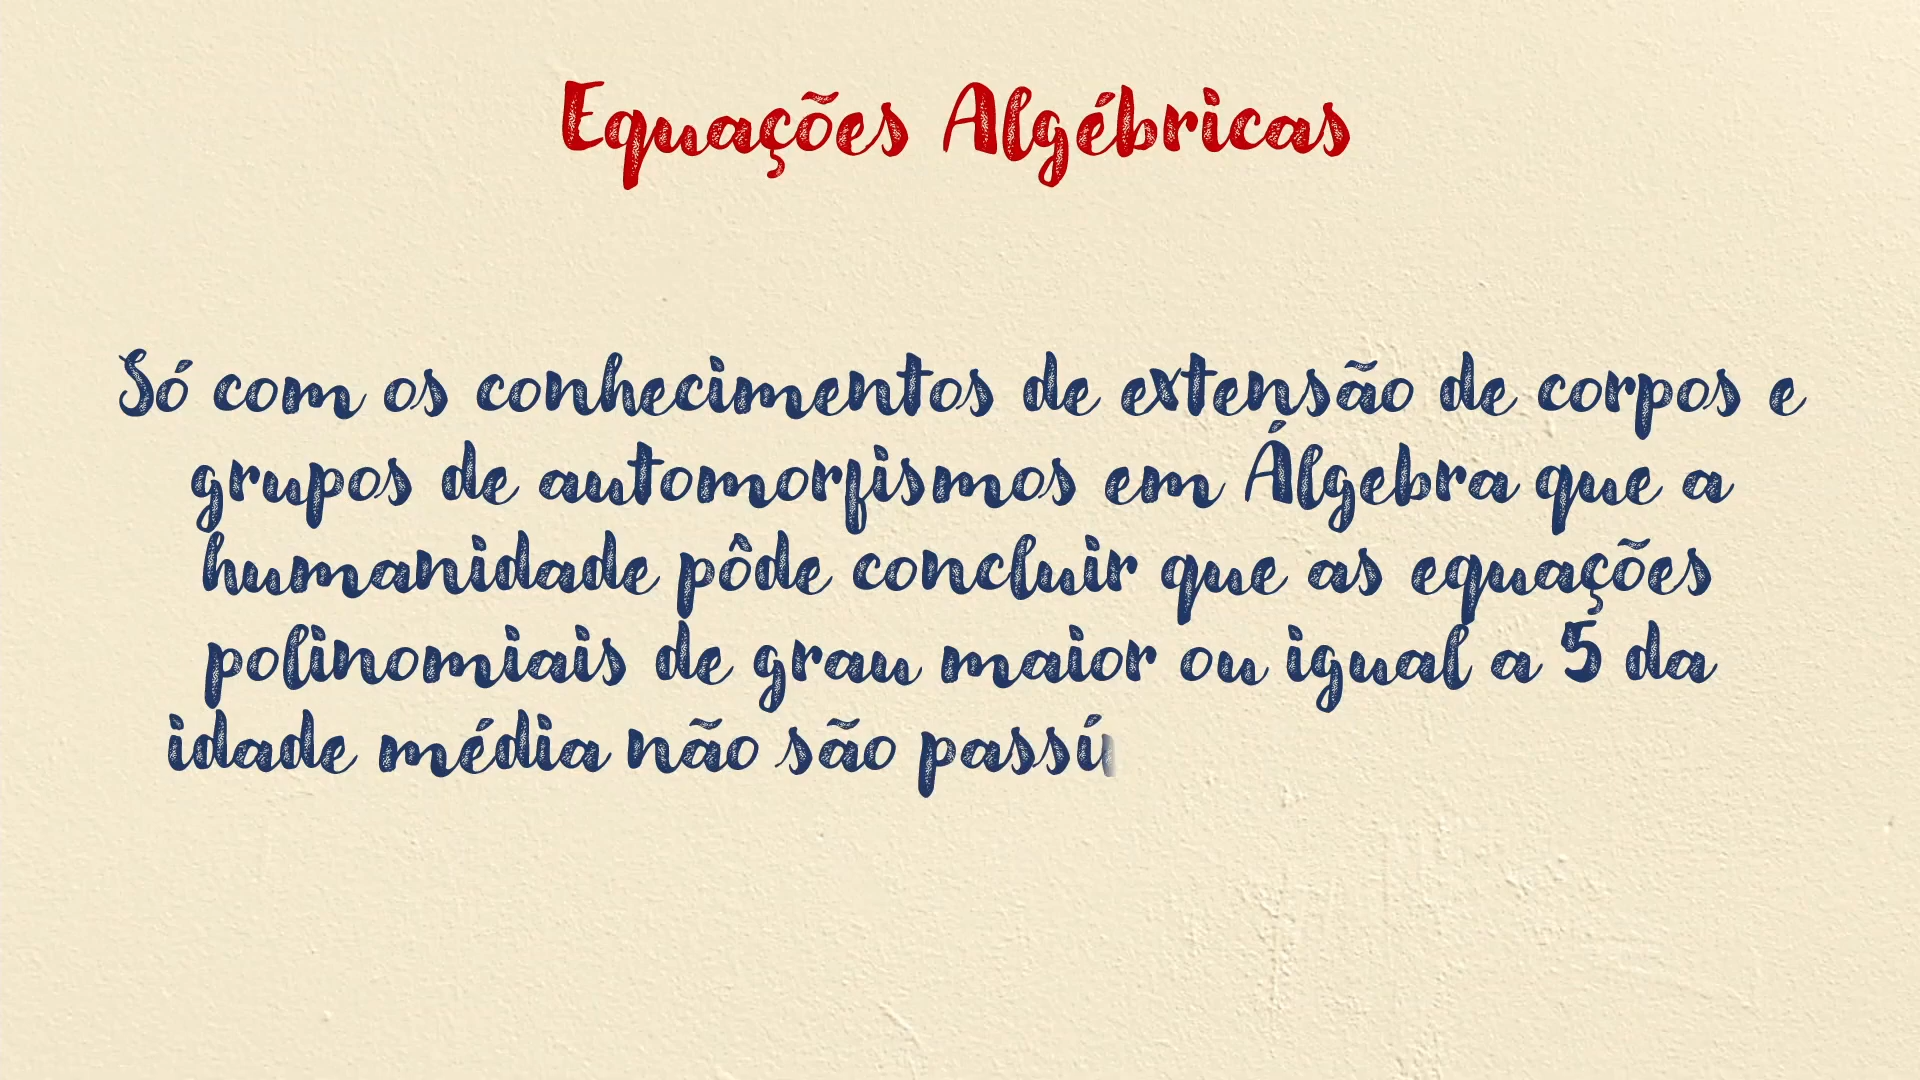 Equações Algébricas
Só com os conhecimentos de extensão de corpos e
grupos de automorfismos em Álgebra que a
humanidade pôde concluir que as equações
polinomiais de grau maior ou igual a 5 da
idade média não são